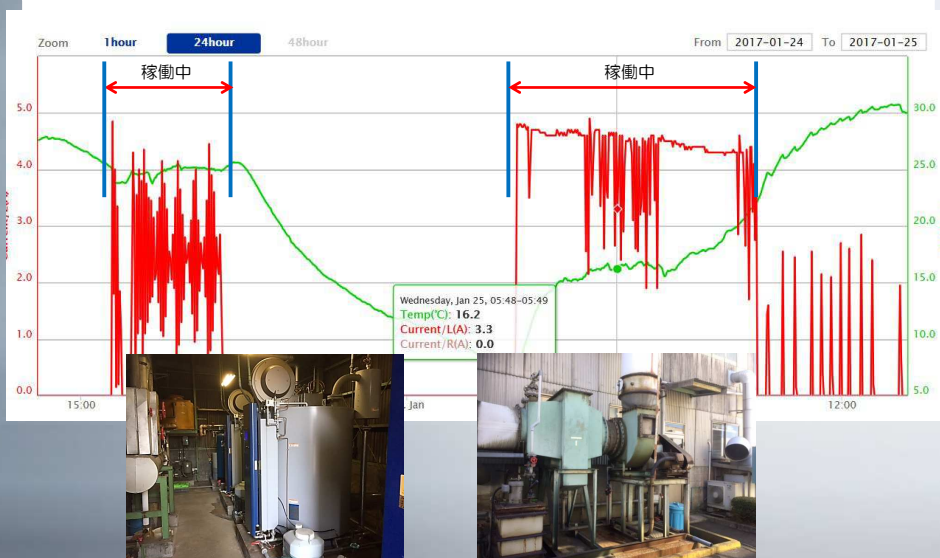 Zoom 1hour 24hour 48hour From 2017-01-24 To 2017-01-25
稼働中 稼働中
5.0 30.0
4.0 25.0
3.0 20.0
2.0 15.0
1.0 10.0
0.0 5.0
Wednesday, Jan 25, 05:48-05:49
Temp(℃): 16.2
Current/L(A): 3.3
Current/R(A): 0.0
15:00 Jan 12:00